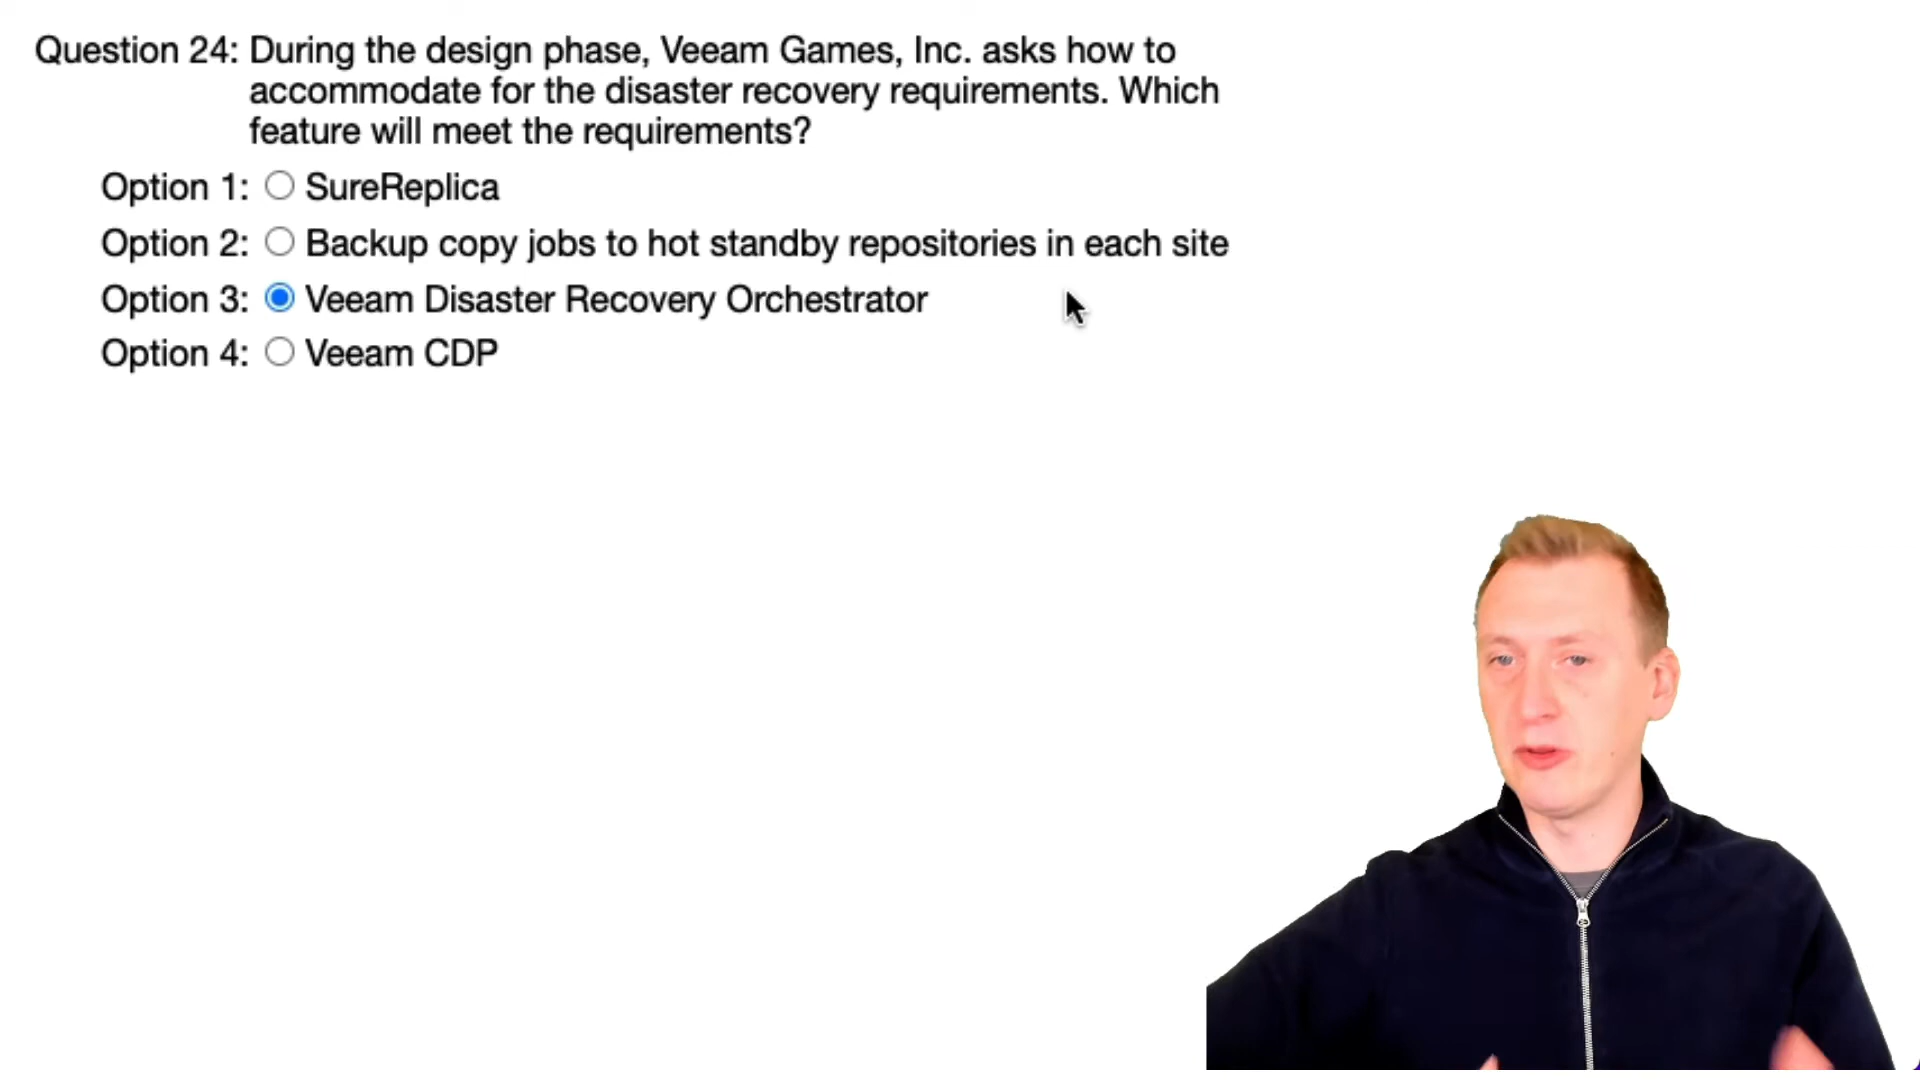 Question 24: During the design phase, Veeam Games, Inc. asks how to
accommodate for the disaster recovery requirements. Which
feature will meet the requirements?
Option 1: SureReplica
Option 2: Backup copy jobs to hot standby repositories in each site
Option 3: Veeam Disaster Recovery Orchestrator
Option 4: Veeam CDP